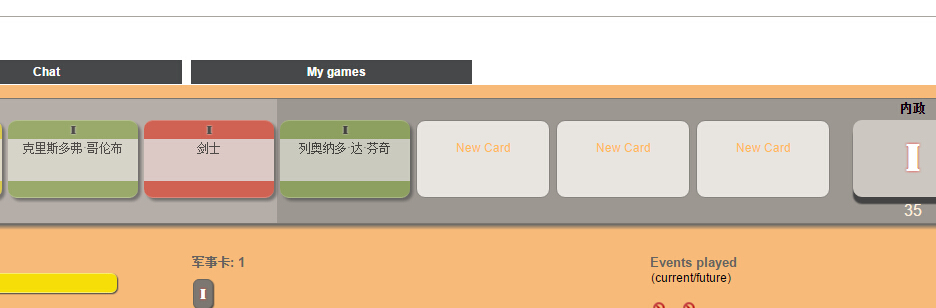 Chat
My games
内政
I
克里斯多弗·哥伦布
I
剑士
I
列奥纳多·达·芬奇
New Card
New Card
New Card
I
35
军事卡: 1
I
Events played
(current/future)